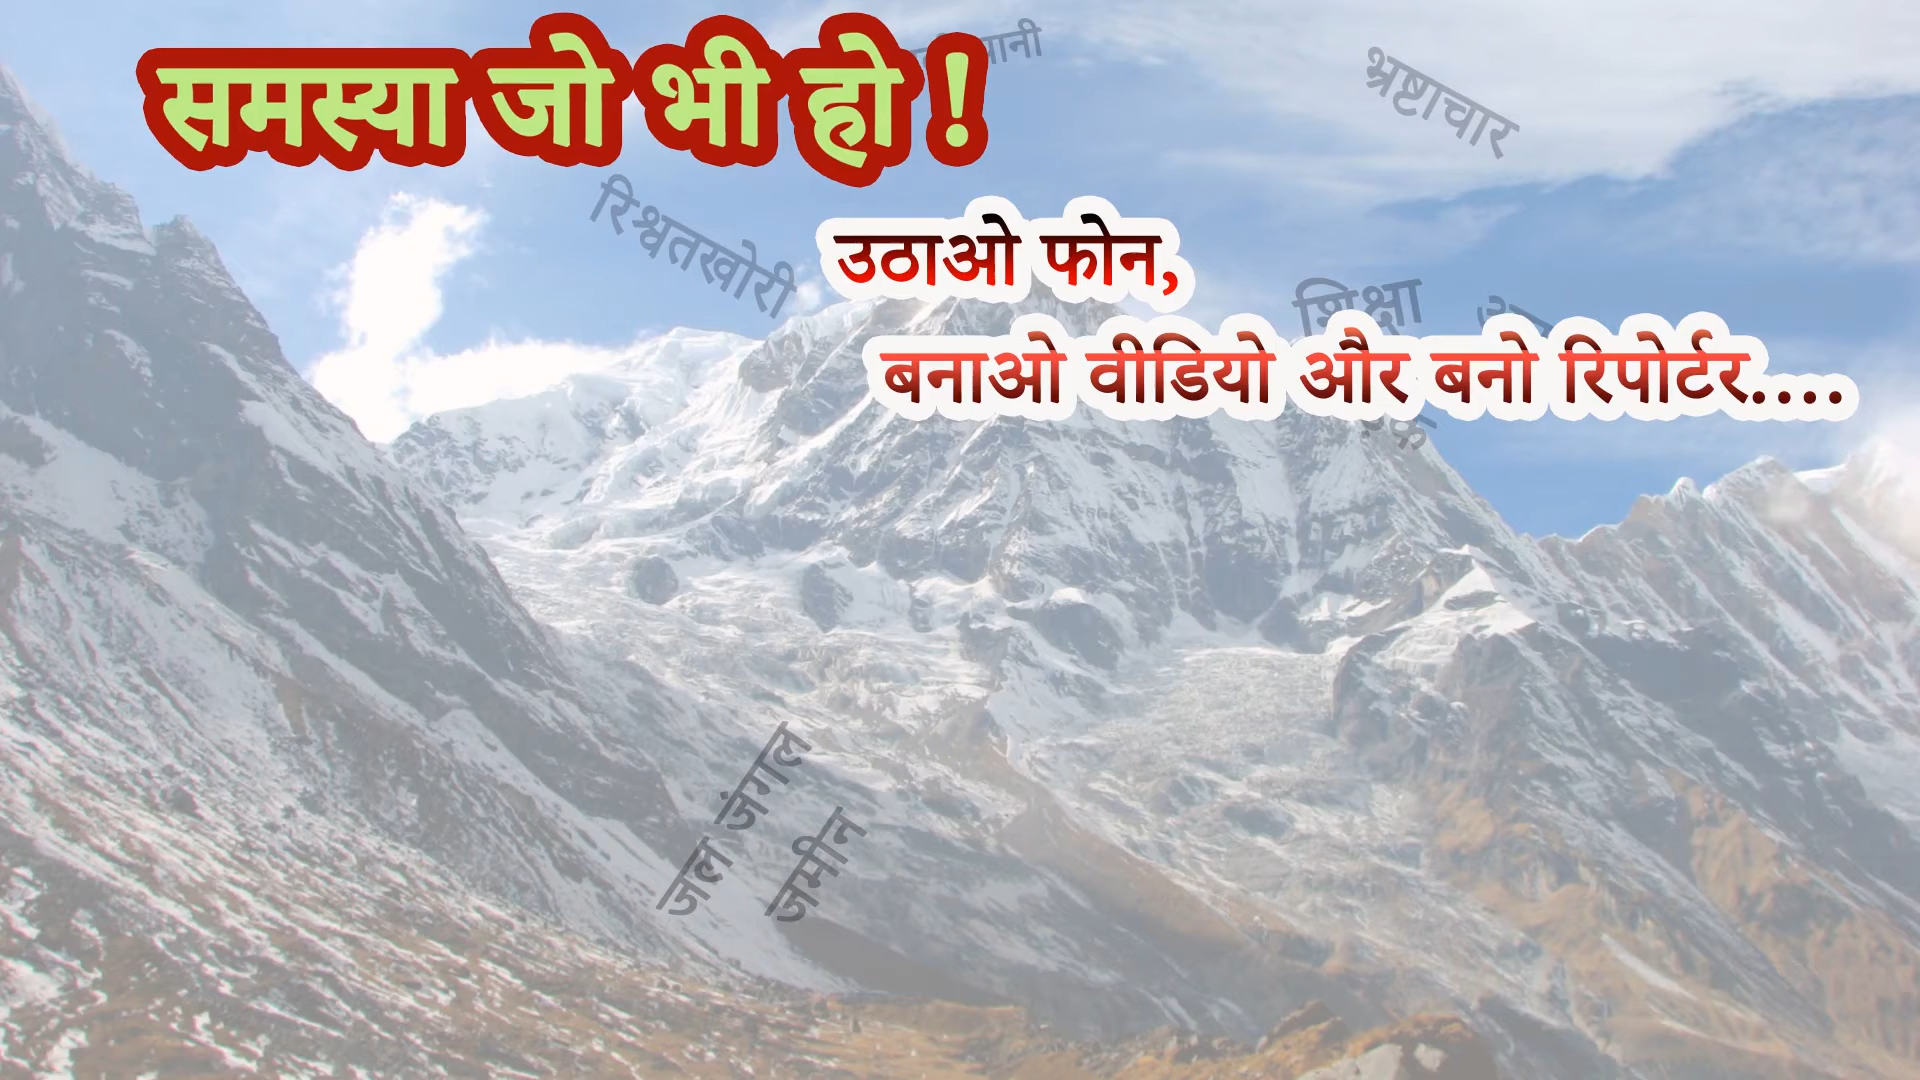 समस्या जो भी हो !
भ्रष्टाचार
रिश्वतखोरी
उठाओ फोन,
शिक्षा
बनाओ वीडियो और बनो रिपोर्टर....
जल जंगल
जमीन